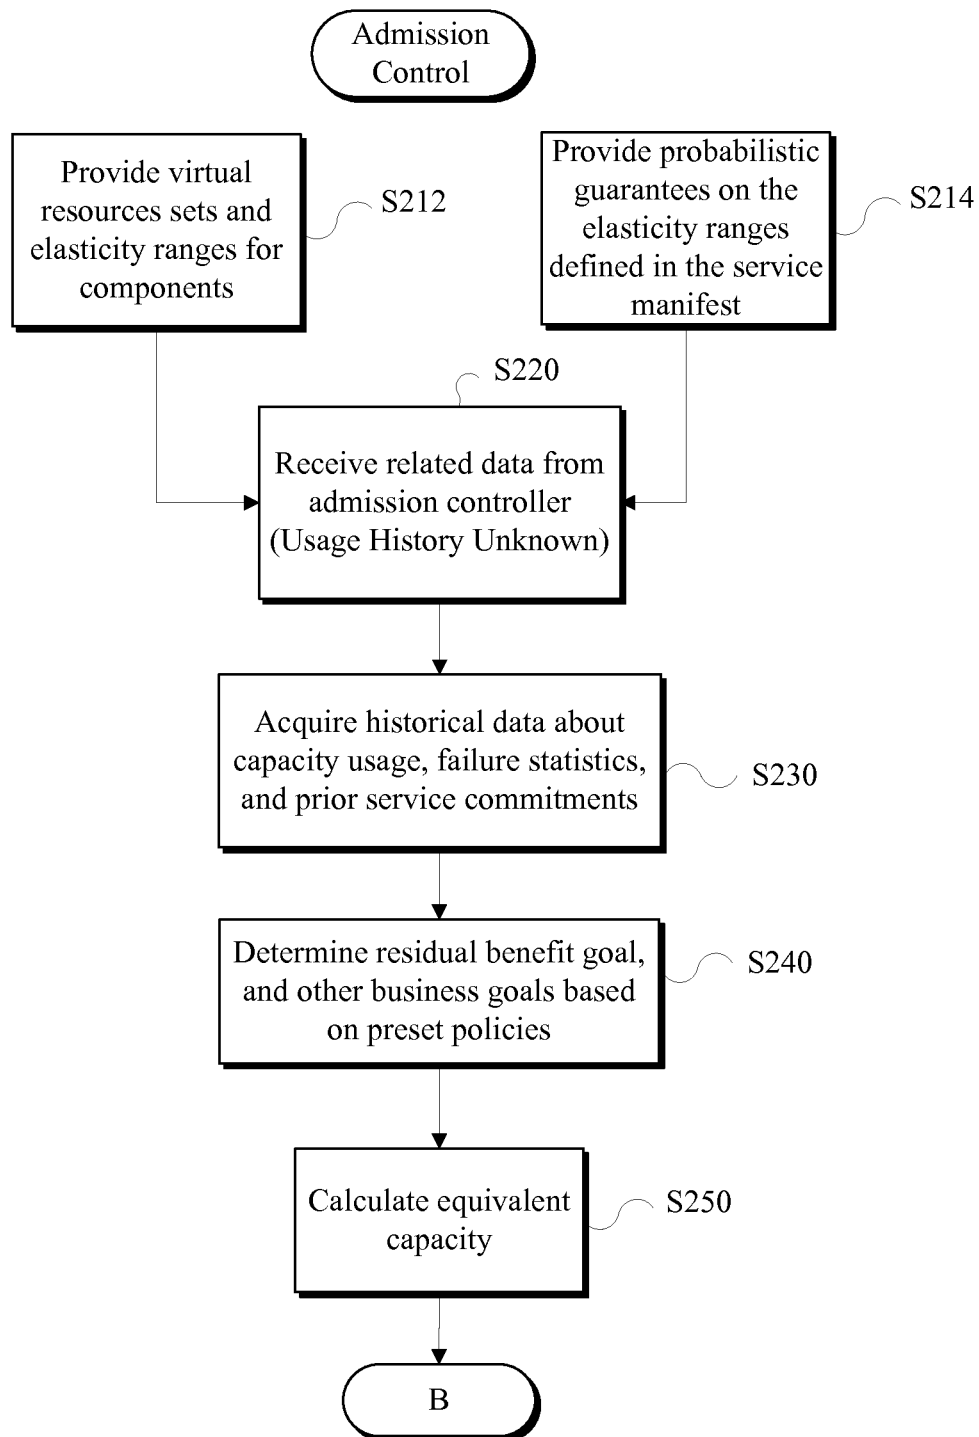 Admission
Control
Provide virtual
resources sets and
elasticity ranges for
components
S212
Provide probabilistic
guarantees on the
elasticity ranges
defined in the service
manifest
S214
S220
Receive related data from
admission controller
(Usage History Unknown)
Acquire historical data about
capacity usage, failure statistics,
and prior service commitments
S230
Determine residual benefit goal,
and other business goals based
on preset policies
S240
Calculate equivalent
capacity
S250
B